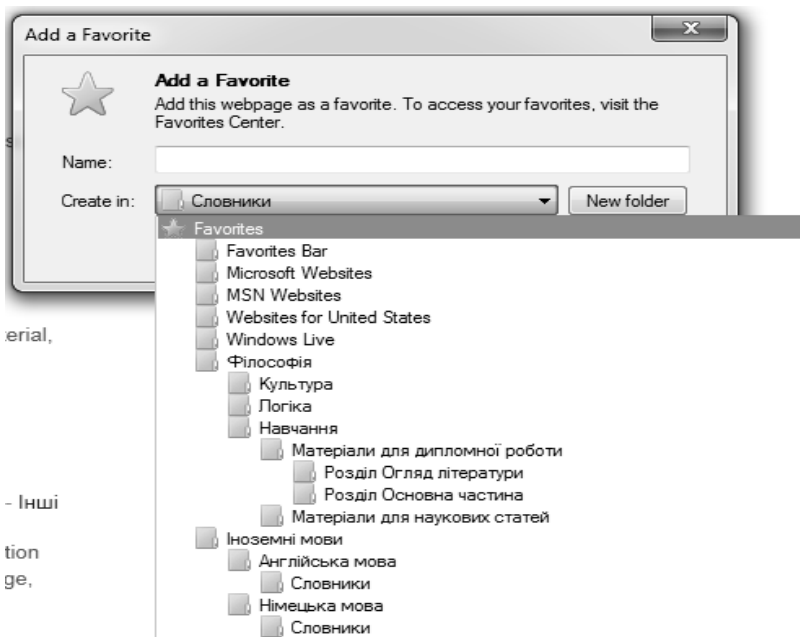 Add a Favorite
Add a Favorite
Add this webpage as a favorite. To access your favorites, visit the
Favorites Center.
s
Name:
Create in: Словники New folder
Favorites
Favorites Bar
Microsoft Websites
MSN Websites
Websites for United States
Windows Live
terial,
Філософія
Культура
Логіка
Навчання
Матеріали для дипломної роботи
Розділ Огляд літератури
Розділ Основна частина
- Інші
Матеріали для наукових статей
Іноземні мови
tion
Англійська мова
ge,
Словники
Німецька мова
Словники